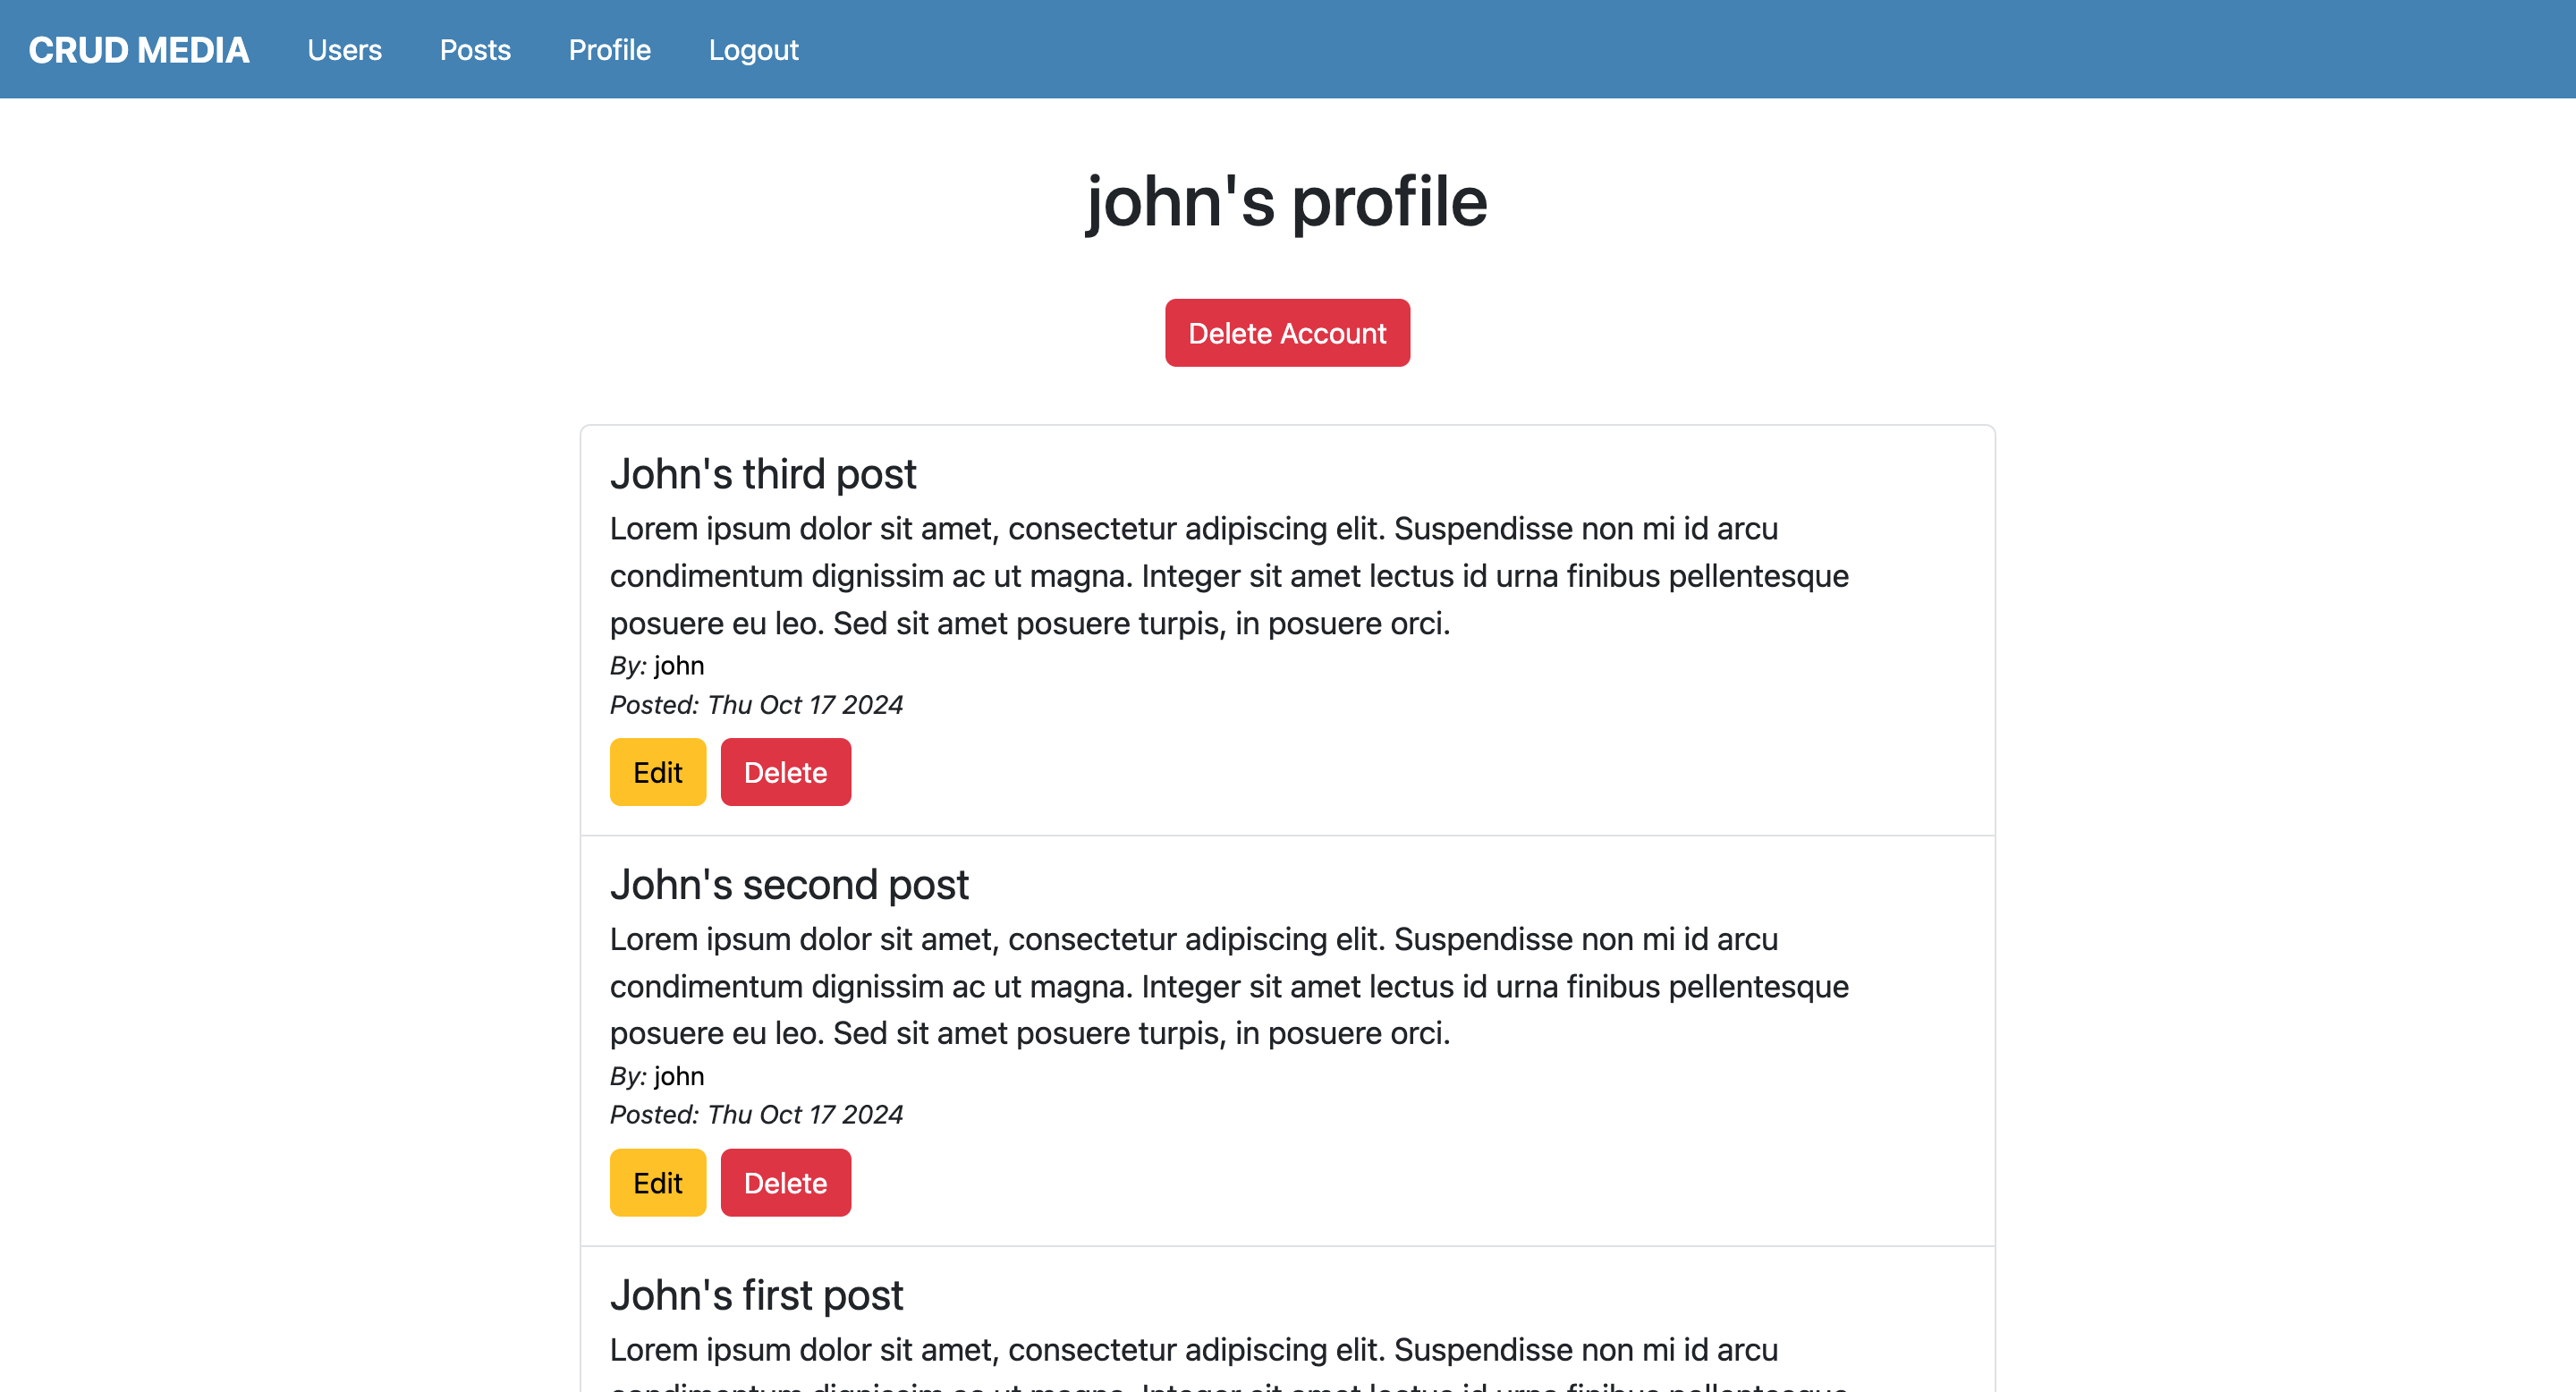 CRUD MEDIA Users Posts Profile Logout
john's profile
Delete Account
John's third post
Lorem ipsum dolor sit amet, consectetur adipiscing elit. Suspendisse non mi id arcu
condimentum dignissim ac ut magna. Integer sit amet lectus id urna finibus pellentesque
posuere eu leo. Sed sit amet posuere turpis, in posuere orci.
By: john
Posted: Thu Oct 17 2024
Edit Delete
John's second post
Lorem ipsum dolor sit amet, consectetur adipiscing elit. Suspendisse non mi id arcu
condimentum dignissim ac ut magna. Integer sit amet lectus id urna finibus pellentesque
posuere eu leo. Sed sit amet posuere turpis, in posuere orci.
By: john
Posted: Thu Oct 17 2024
Edit Delete
John's first post
Lorem ipsum dolor sit amet, consectetur adipiscing elit. Suspendisse non mi id arcu